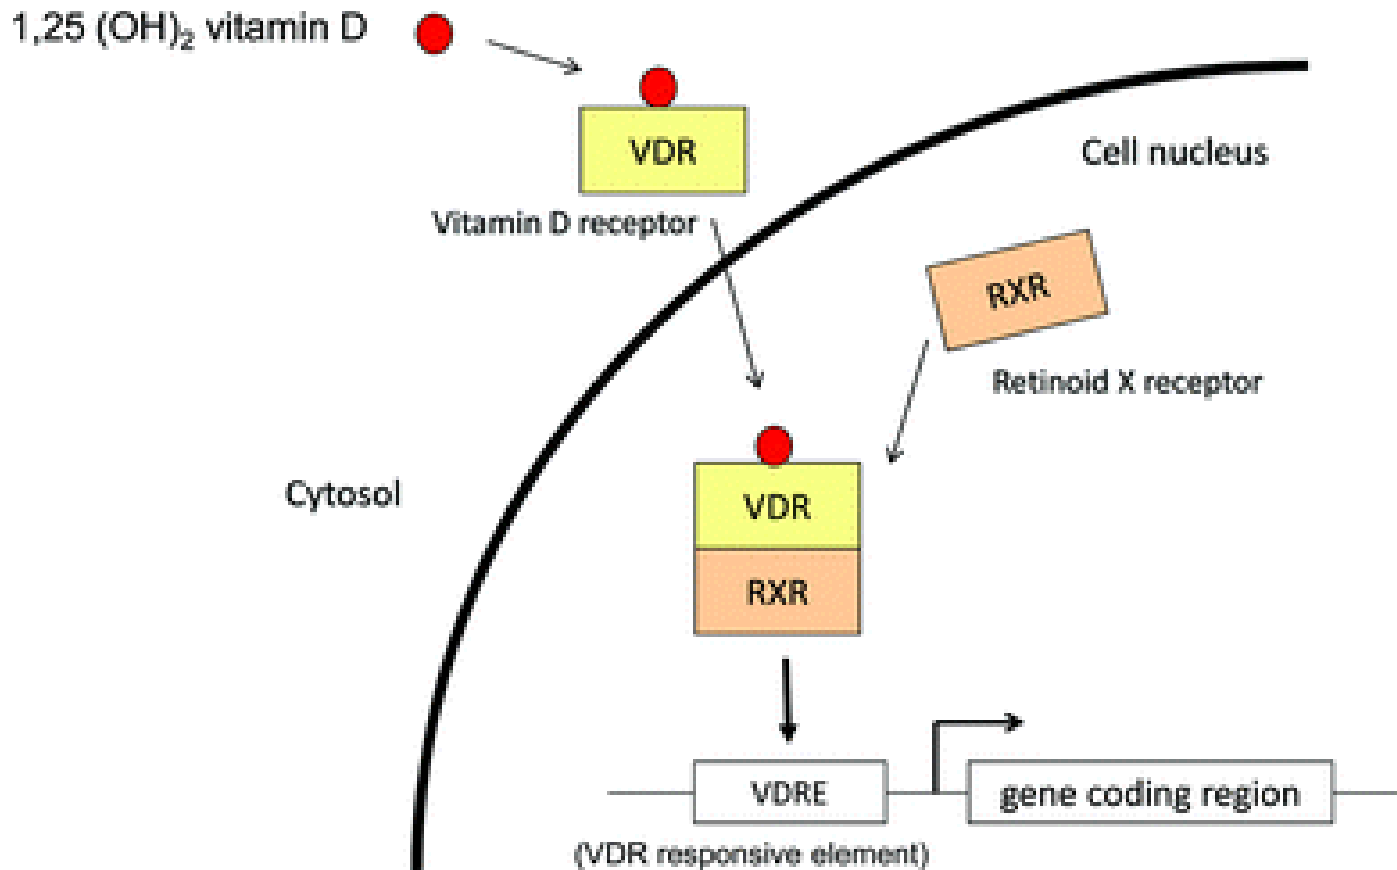 1,25 (OH)₂ vitamin D
VDR
Vitamin D receptor
Cell nucleus
RXR
Retinoid X receptor
Cytosol
VDR
RXR
VDRE
gene coding region
(VDR responsive element)